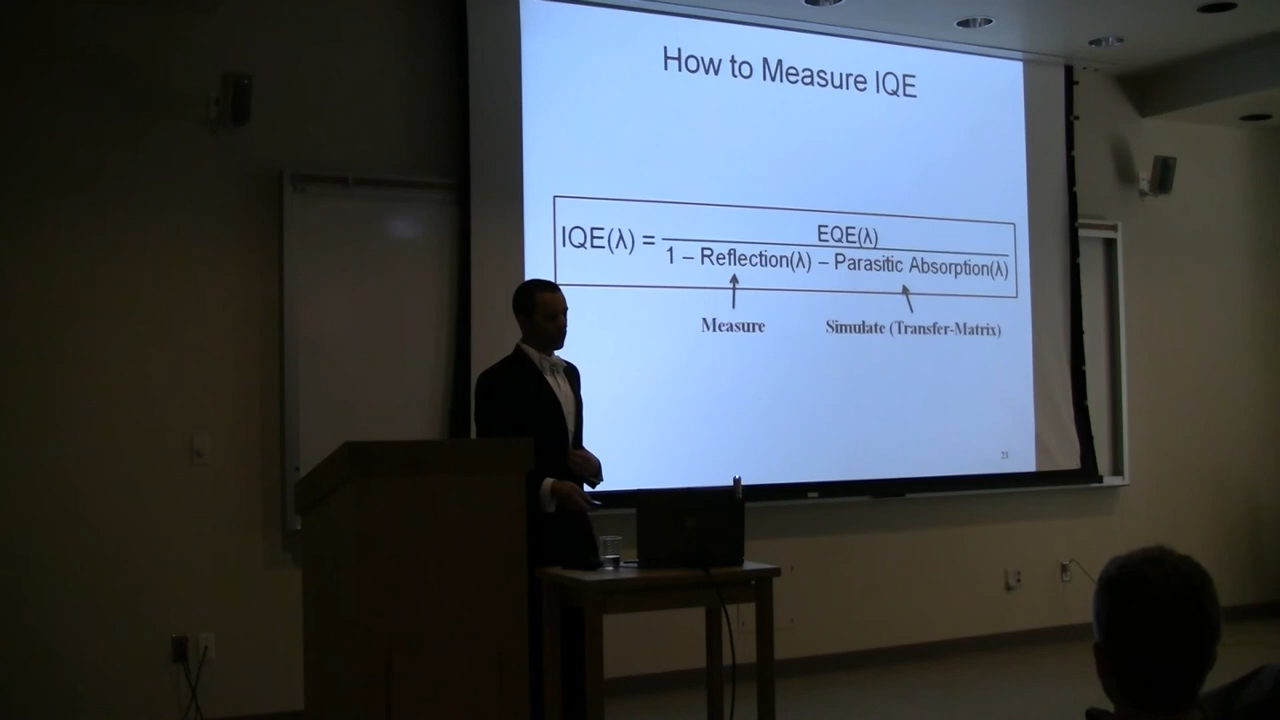 How to Measure IQE
IQE(λ) = EQE(λ)
1 – Reflection(λ) – Parasitic Absorption(λ)
Measure
Simulate (Transfer-Matrix)
21